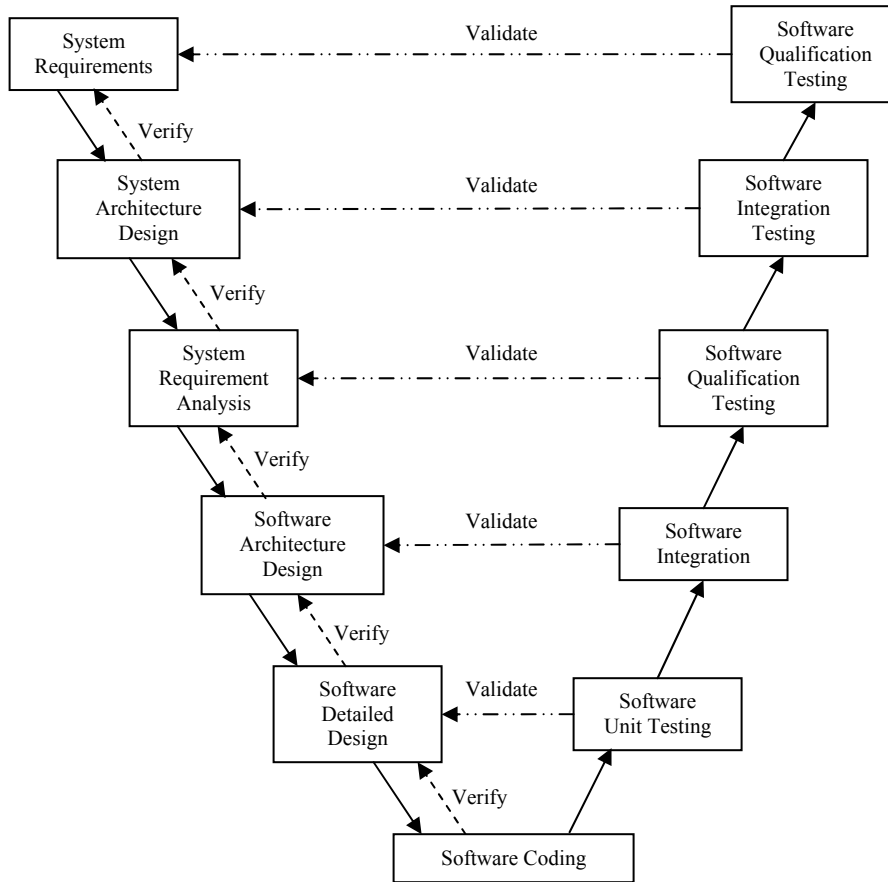 System
Requirements
Validate
Software
Qualification
Testing
Verify
System
Architecture
Design
Validate
Software
Integration
Testing
Verify
System
Requirement
Analysis
Validate
Software
Qualification
Testing
Verify
Software
Architecture
Design
Validate
Software
Integration
Verify
Software
Detailed
Design
Validate
Software
Unit Testing
Verify
Software Coding